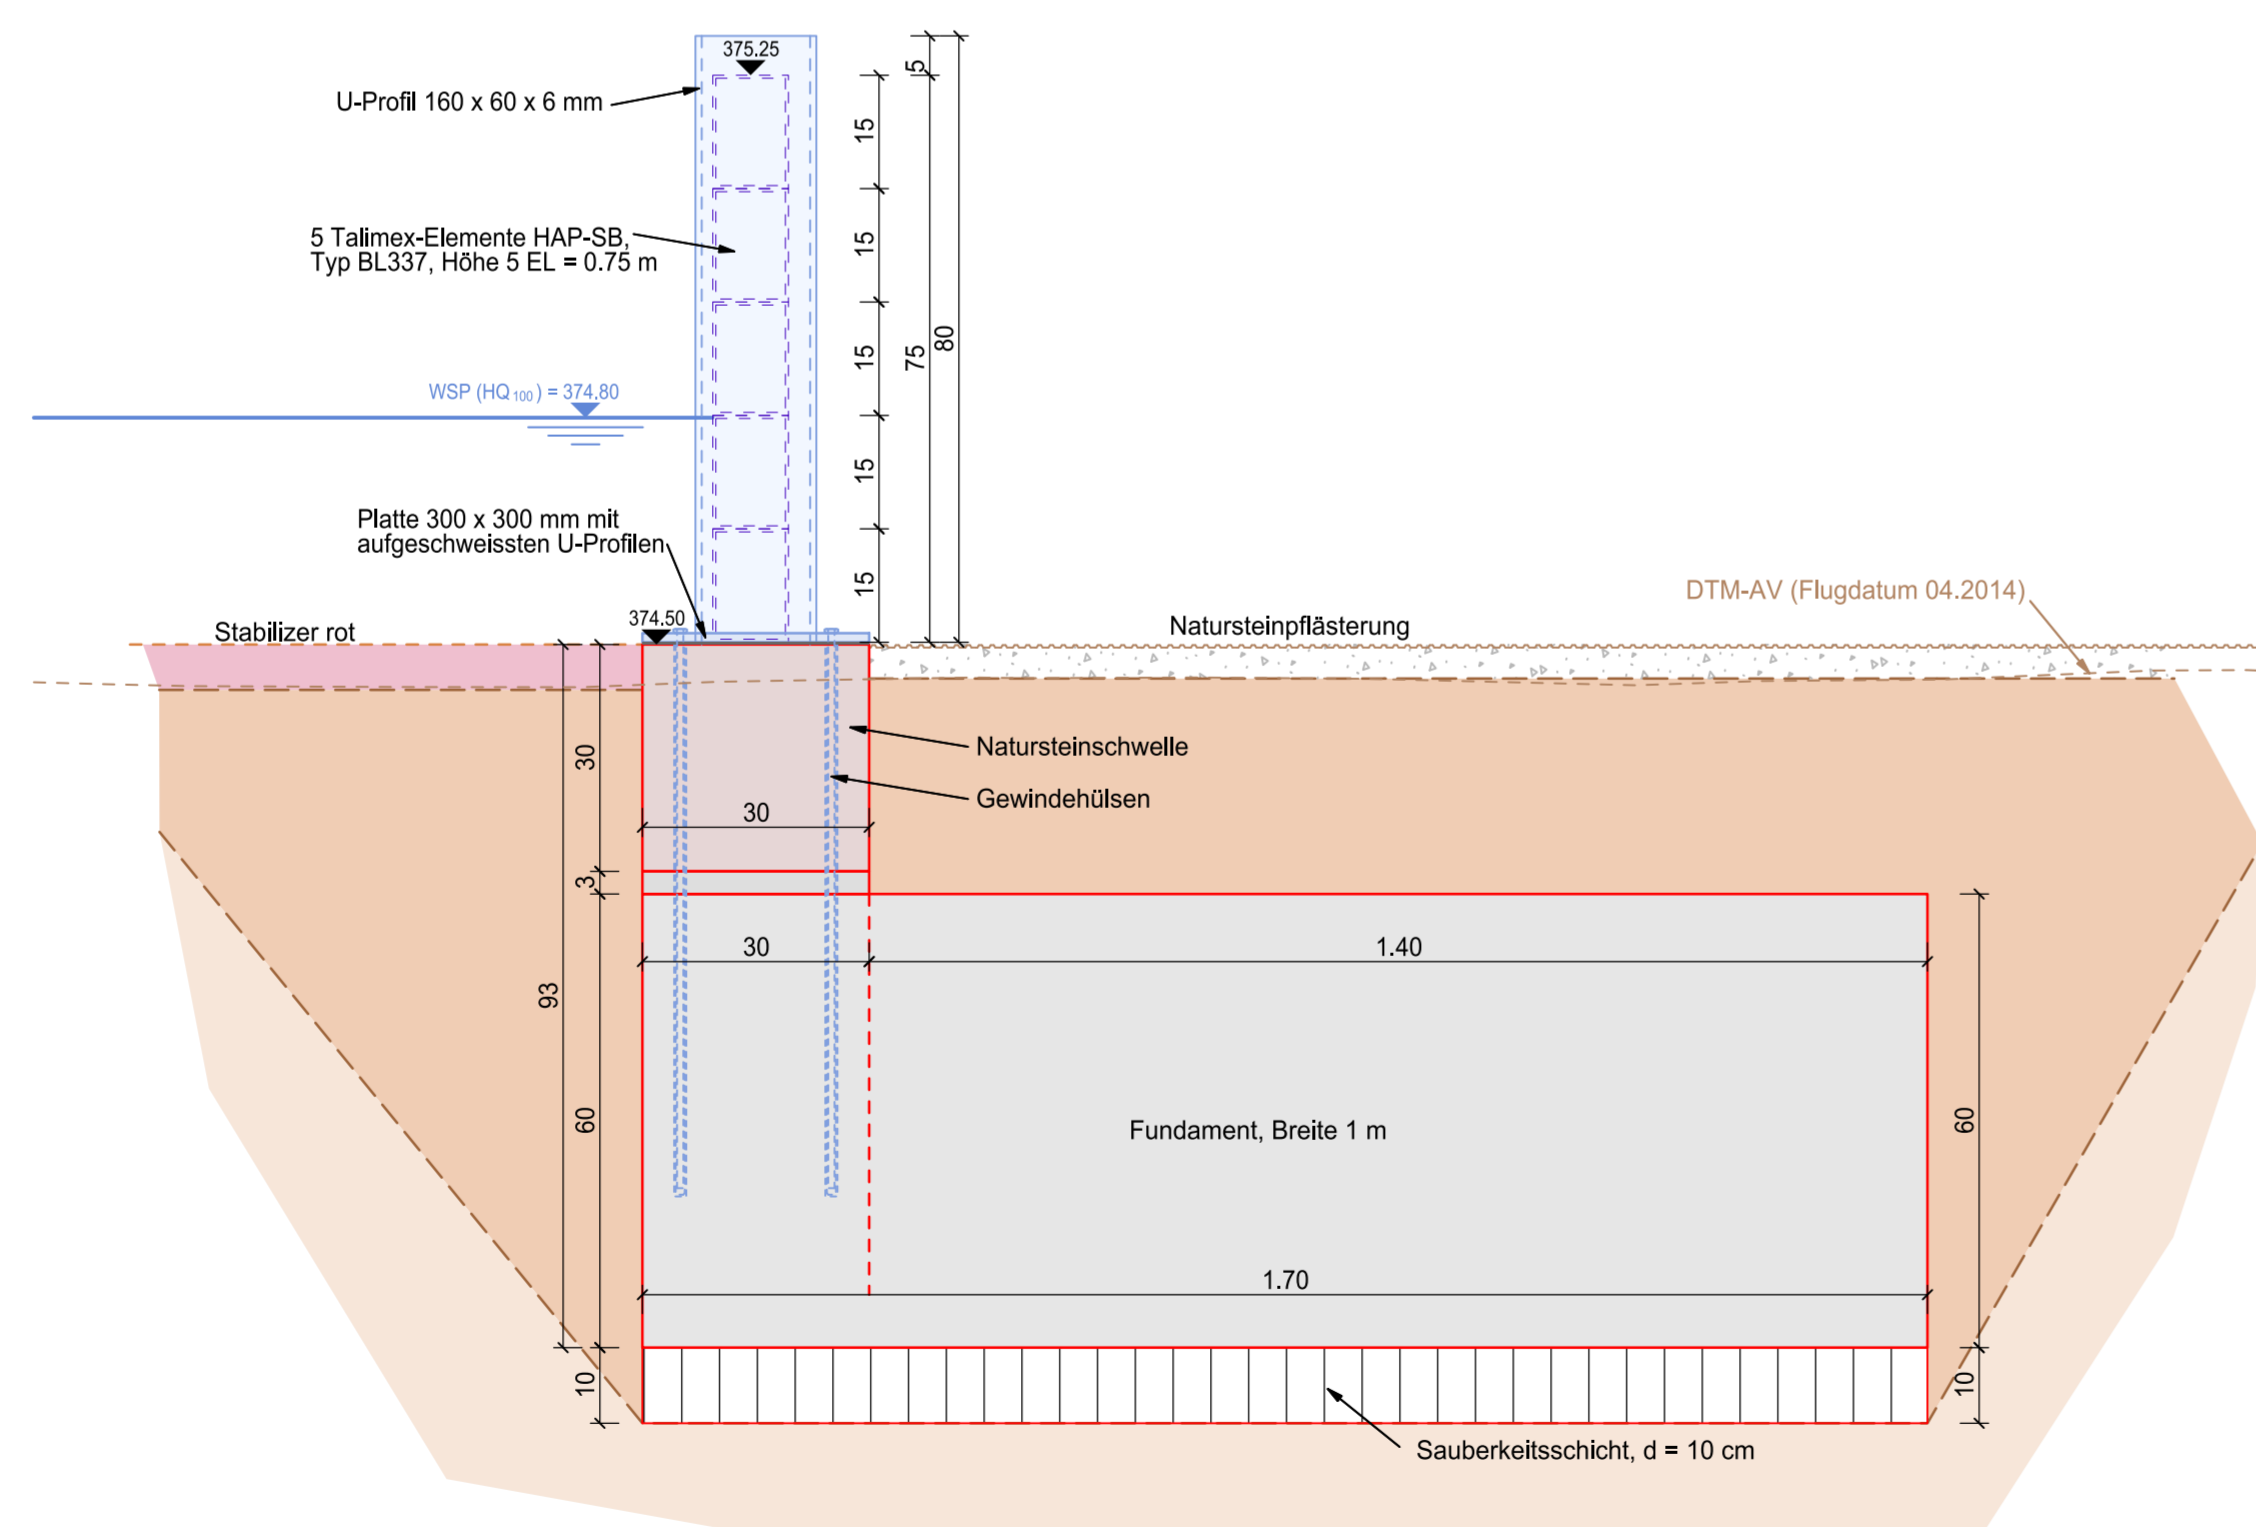 375.25
5
U-Profil 160 x 60 x 6 mm
15
5 Talimex-Elemente HAP-SB,
Typ BL337, Höhe 5 EL = 0.75 m
15
15
75
80
WSP (HQ100) = 374.80
15
Platte 300 x 300 mm mit
aufgeschweissten U-Profilen
15
DTM-AV (Flugdatum 04.2014)
374.50
Stabilizer rot
Natursteinpflästerung
30
Natursteinschwelle
Gewindehülsen
30
3
30
1.40
93
60
Fundament, Breite 1 m
60
1.70
10
10
Sauberkeitsschicht, d = 10 cm